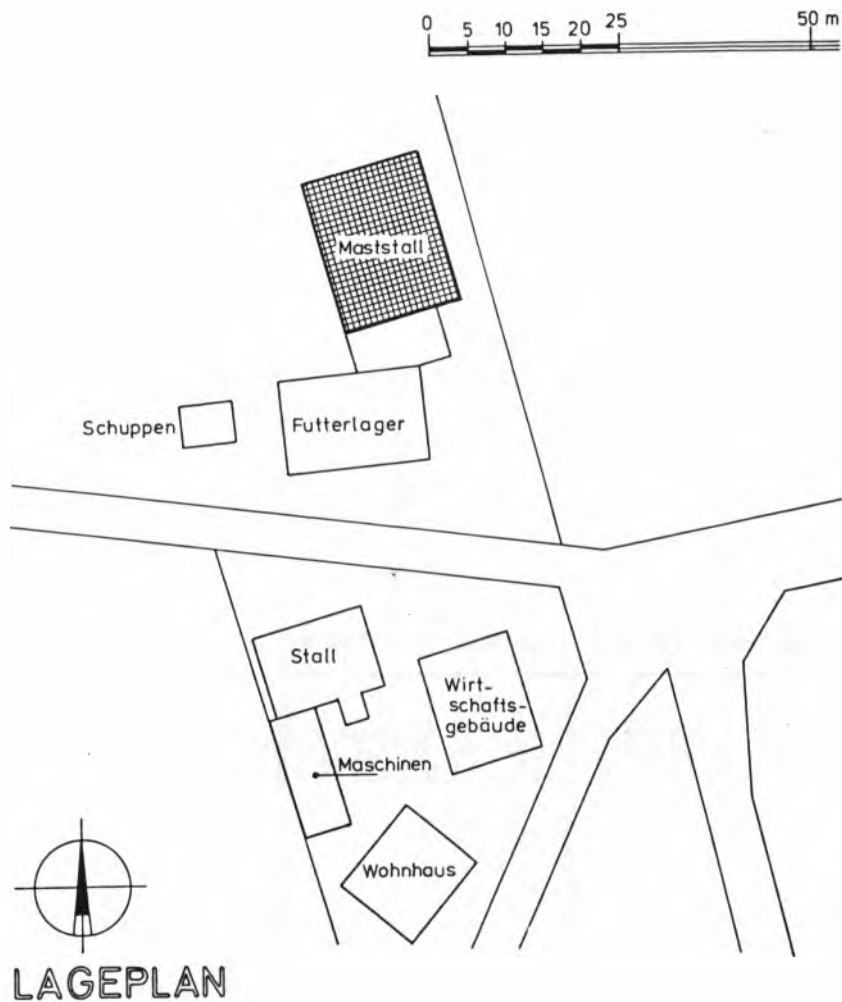 0 5 10 15 20 25 50 m
Maststall
Schuppen
Futterlager
Stall
Wirt-
schafts-
gebäude
Maschinen
Wohnhaus
LAGEPLAN